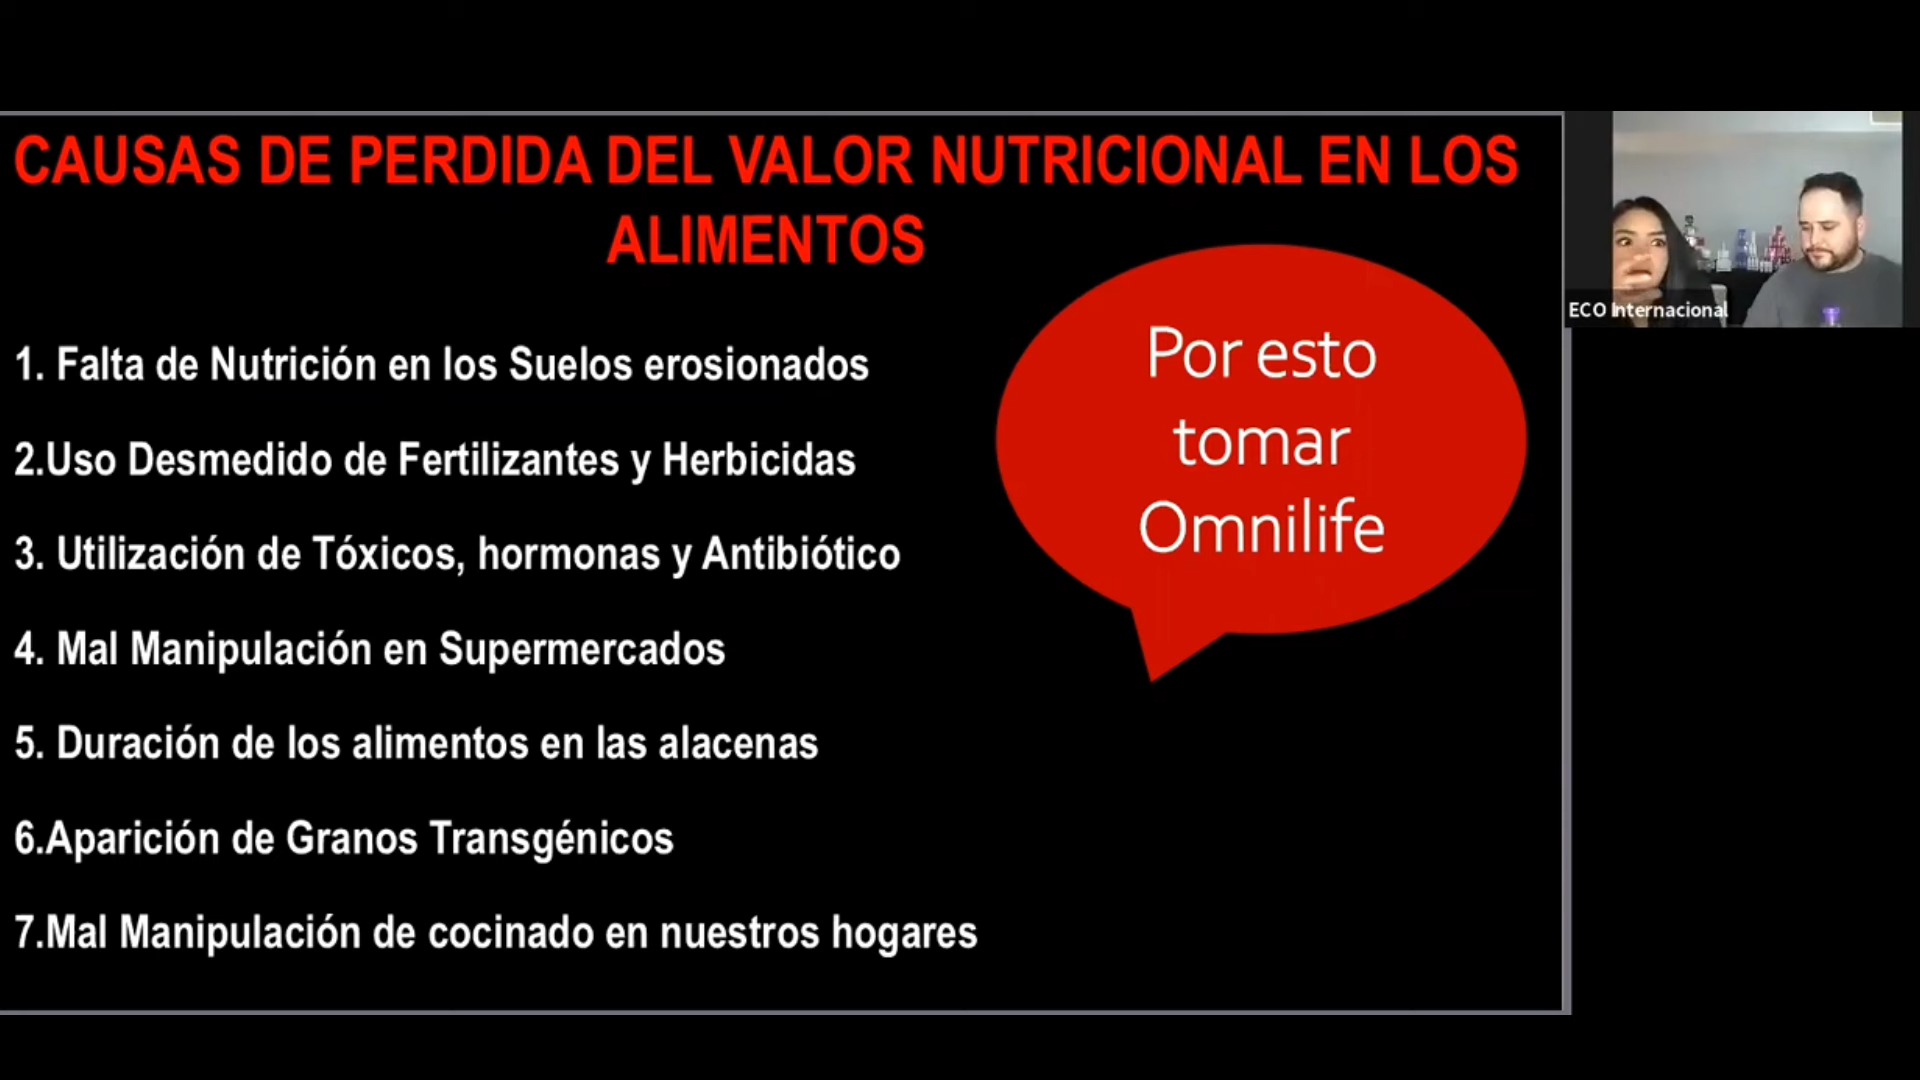 CAUSAS DE PERDIDA DEL VALOR NUTRICIONAL EN LOS
ALIMENTOS
1. Falta de Nutrición en los Suelos erosionados
2.Uso Desmedido de Fertilizantes y Herbicidas
3. Utilización de Tóxicos, hormonas y Antibiótico
4. Mal Manipulación en Supermercados
5. Duración de los alimentos en las alacenas
6.Aparición de Granos Transgénicos
7.Mal Manipulación de cocinado en nuestros hogares
Por esto
tomar
Omnilife
ECO Internacional